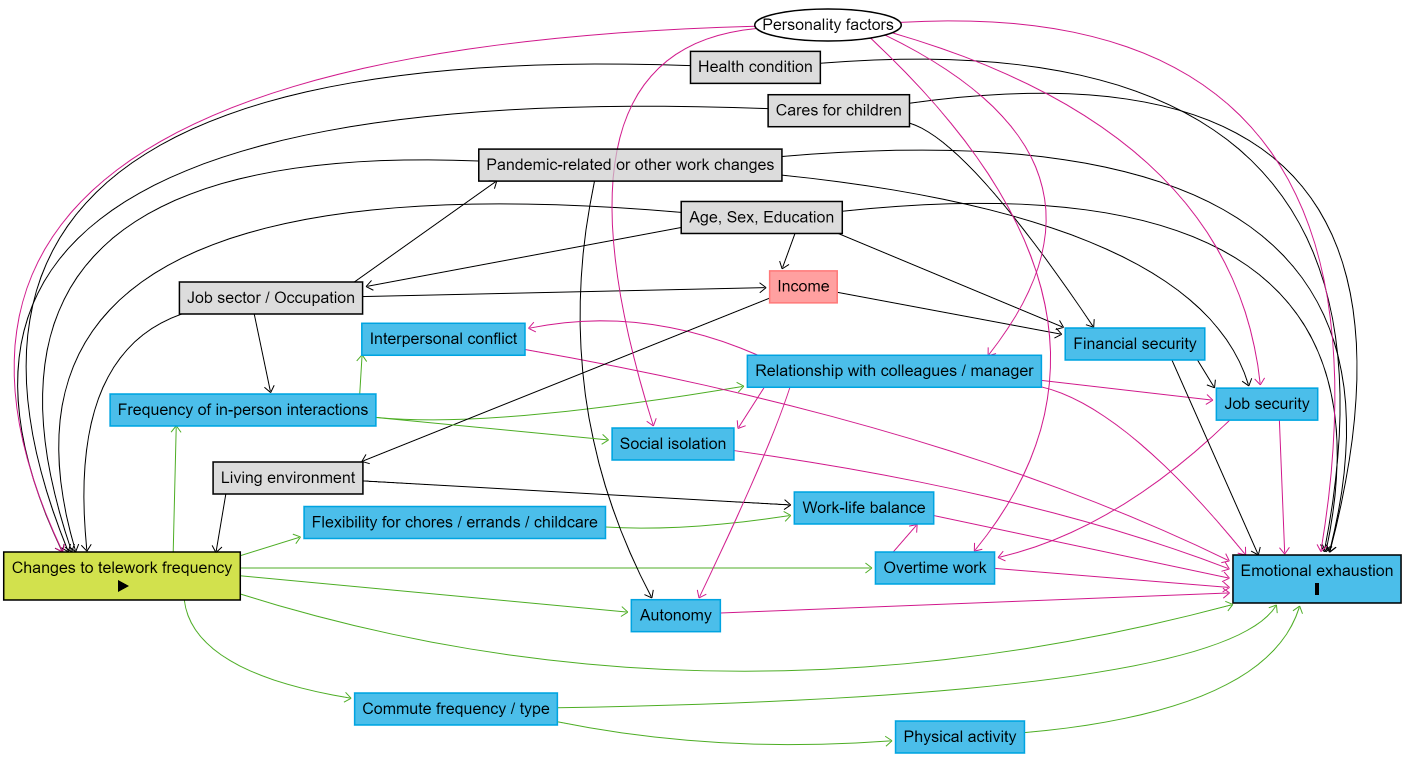 Personality factors
Health condition
Cares for children
Pandemic-related or other work changes
Age, Sex, Education
Income
Job sector / Occupation
Interpersonal conflict
Financial security
Relationship with colleagues / manager
Job security
Frequency of in-person interactions
Social isolation
Living environment
Work-life balance
Flexibility for chores / errands / childcare
Changes to telework frequency
Overtime work
Emotional exhaustion
Autonomy
Commute frequency / type
Physical activity